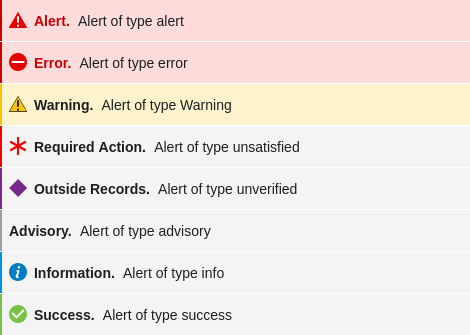 Alert. Alert of type alert
Error. Alert of type error
Warning. Alert of type Warning
Required Action. Alert of type unsatisfied
Outside Records. Alert of type unverified
Advisory. Alert of type advisory
Information. Alert of type info
Success. Alert of type success